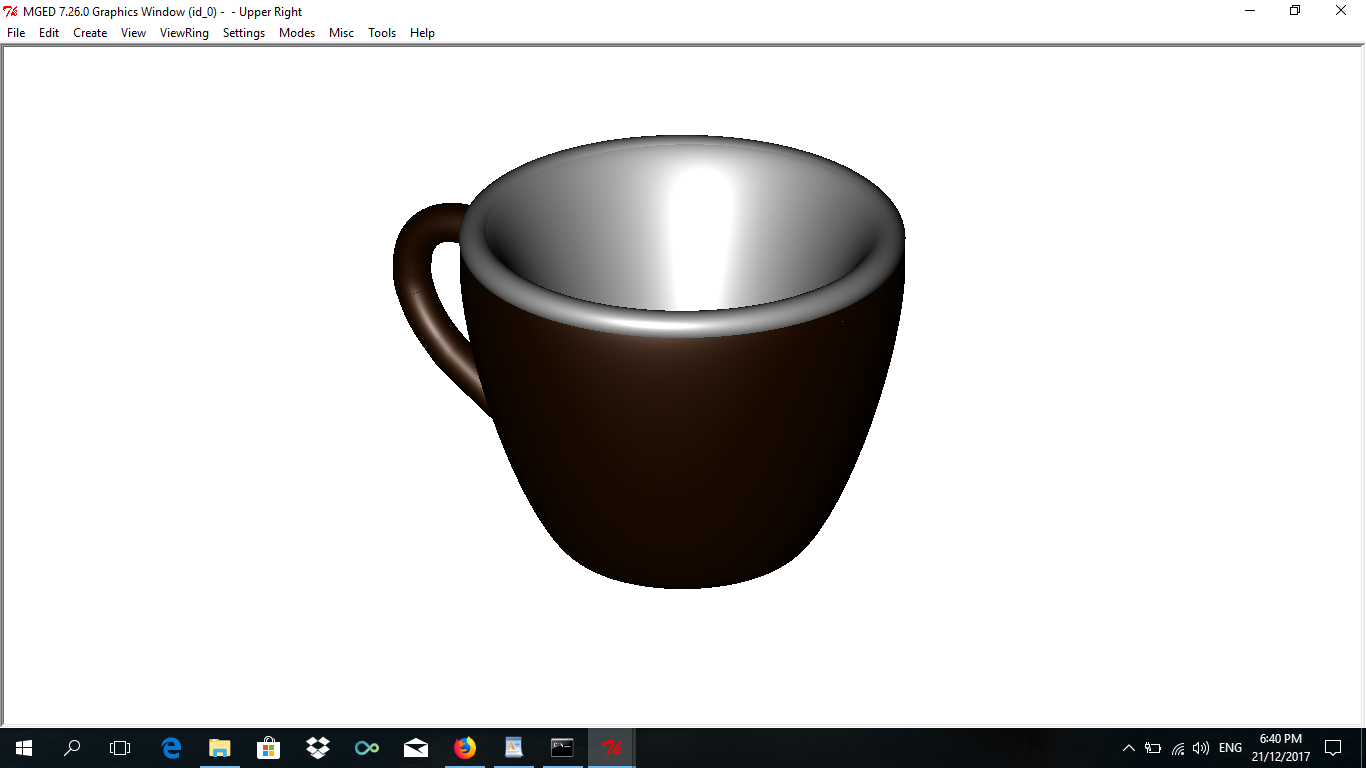 MGED 7.26.0 Graphics Window (id_0) -  - Upper Right
File Edit Create View ViewRing Settings Modes Misc Tools Help
ENG
6:40 PM
21/12/2017